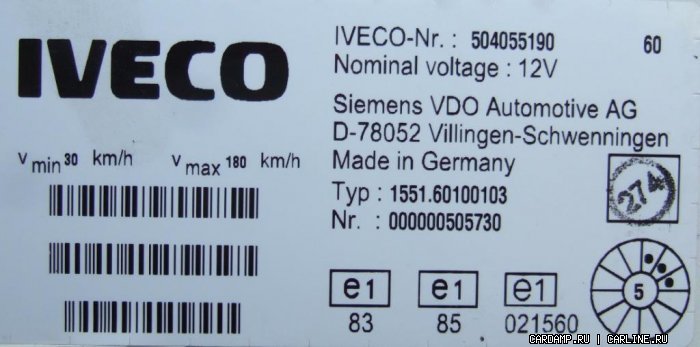 IVECO
IVECO-Nr. : 504055190 60
Nominal voltage : 12V
Siemens VDO Automotive AG
D-78052 Villingen-Schwenningen
Made in Germany
V min 30 km/h V max 180 km/h
Typ : 1551.60100103
Nr. : 000000505730
274
e1 e1 e1
83 85 021560
5
CARDAMP.RU | CARLINE.RU